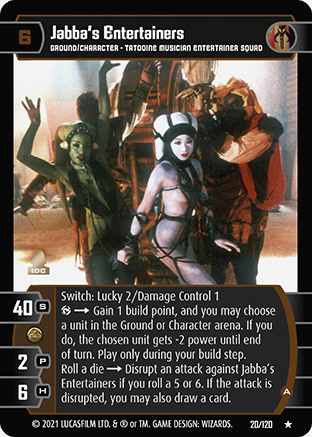 6
Jabba's Entertainers
GROUND/CHARACTER - TATOOINE MUSICIAN ENTERTAINER SQUAD
IDC
40 S
2 P
6 H
Switch: Lucky 2/Damage Control 1
→ Gain 1 build point, and you may choose
a unit in the Ground or Character arena. If you
do, the chosen unit gets -2 power until end
of turn. Play only during your build step.
Roll a die → Disrupt an attack against Jabba's
Entertainers if you roll a 5 or 6. If the attack is
disrupted, you may also draw a card.
A
© 2021 LUCASFILM LTD. & ® or TM. GAME DESIGN: WIZARDS.
20/120 ★